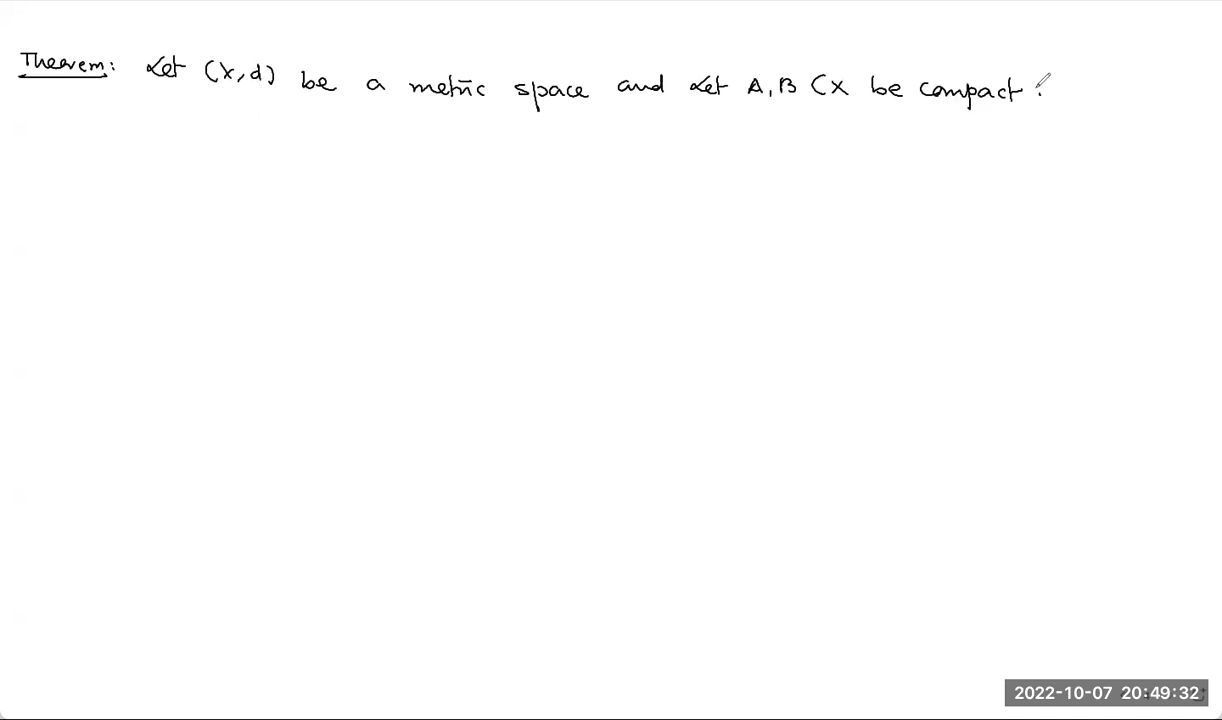 Theorem: Let (X,d) be a metric space and let A,B ⊂ X be compact.
2022-10-07 20:49:32